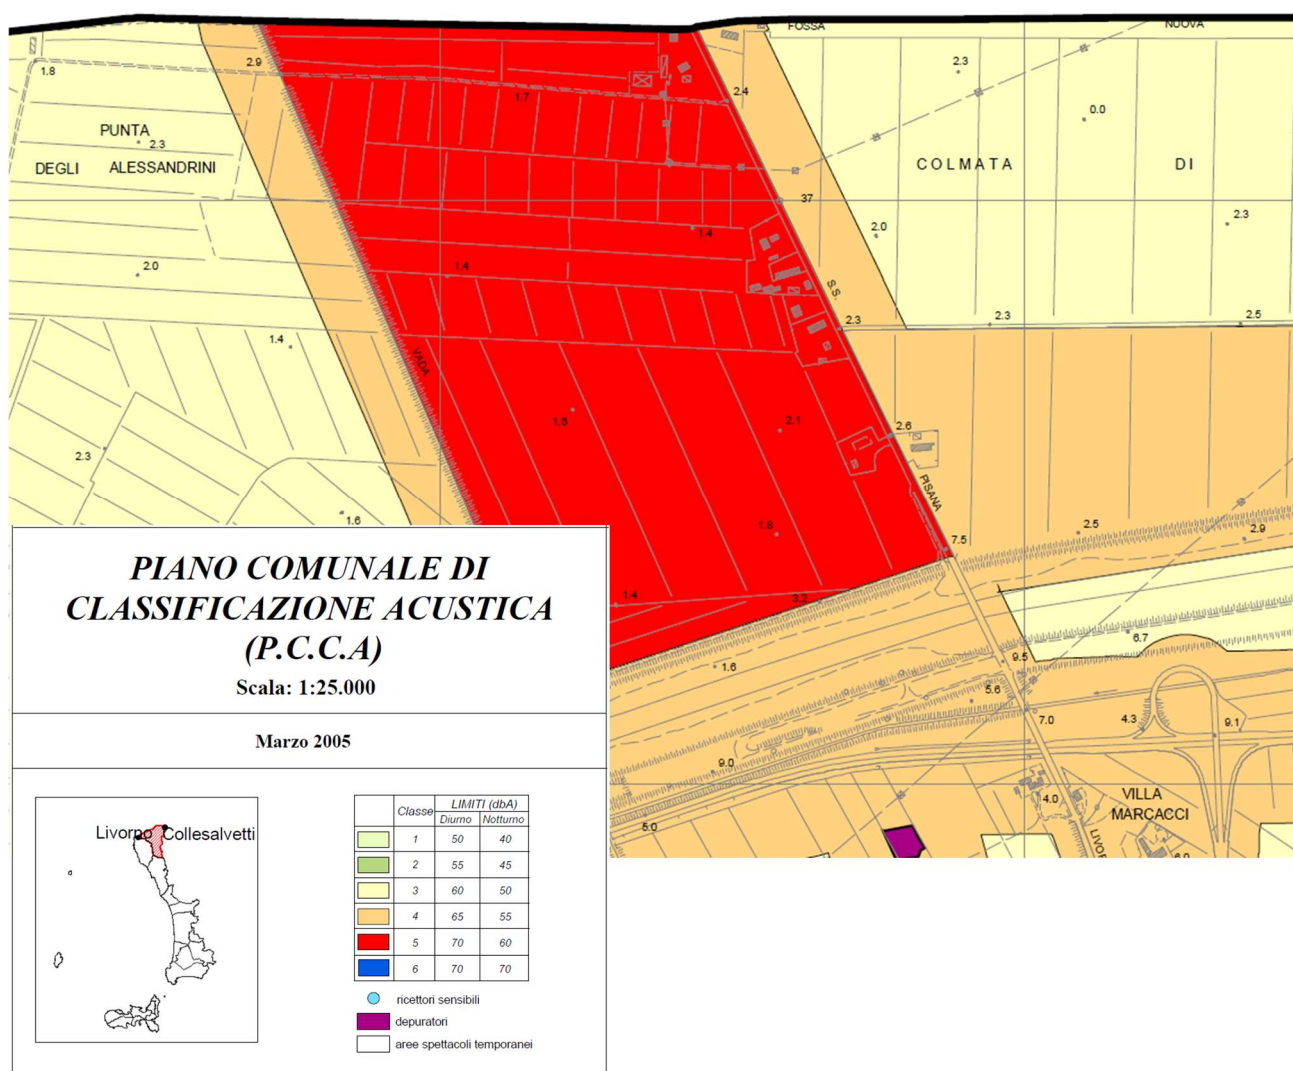 FOSSA
NUOVA
2.9
1.8
2.3
1.7
2.4
0.0
PUNTA
2.3
DEGLI ALESSANDRINI
COLMATA DI
37
1.4
2.0
2.3
2.0
1.4
S.S.
2.3
2.3
2.5
1.4
VADA
1.6
2.1
2.6
2.3
PISANA
1.6
1.8
2.5
2.9
7.5
1.4
3.2
6.7
9.5
1.6
5.6
7.0
4.3
9.1
9.0
4.0
VILLA
MARCACCI
5.0
PIANO COMUNALE DI
CLASSIFICAZIONE ACUSTICA
(P.C.C.A)
Scala: 1:25.000
Marzo 2005
Livorno
Collesalvetti
Classe LIMITI (dbA)
Diurno Notturno
1 50 40
2 55 45
3 60 50
4 65 55
5 70 60
6 70 70
ricettori sensibili
depuratori
aree spettacoli temporanei